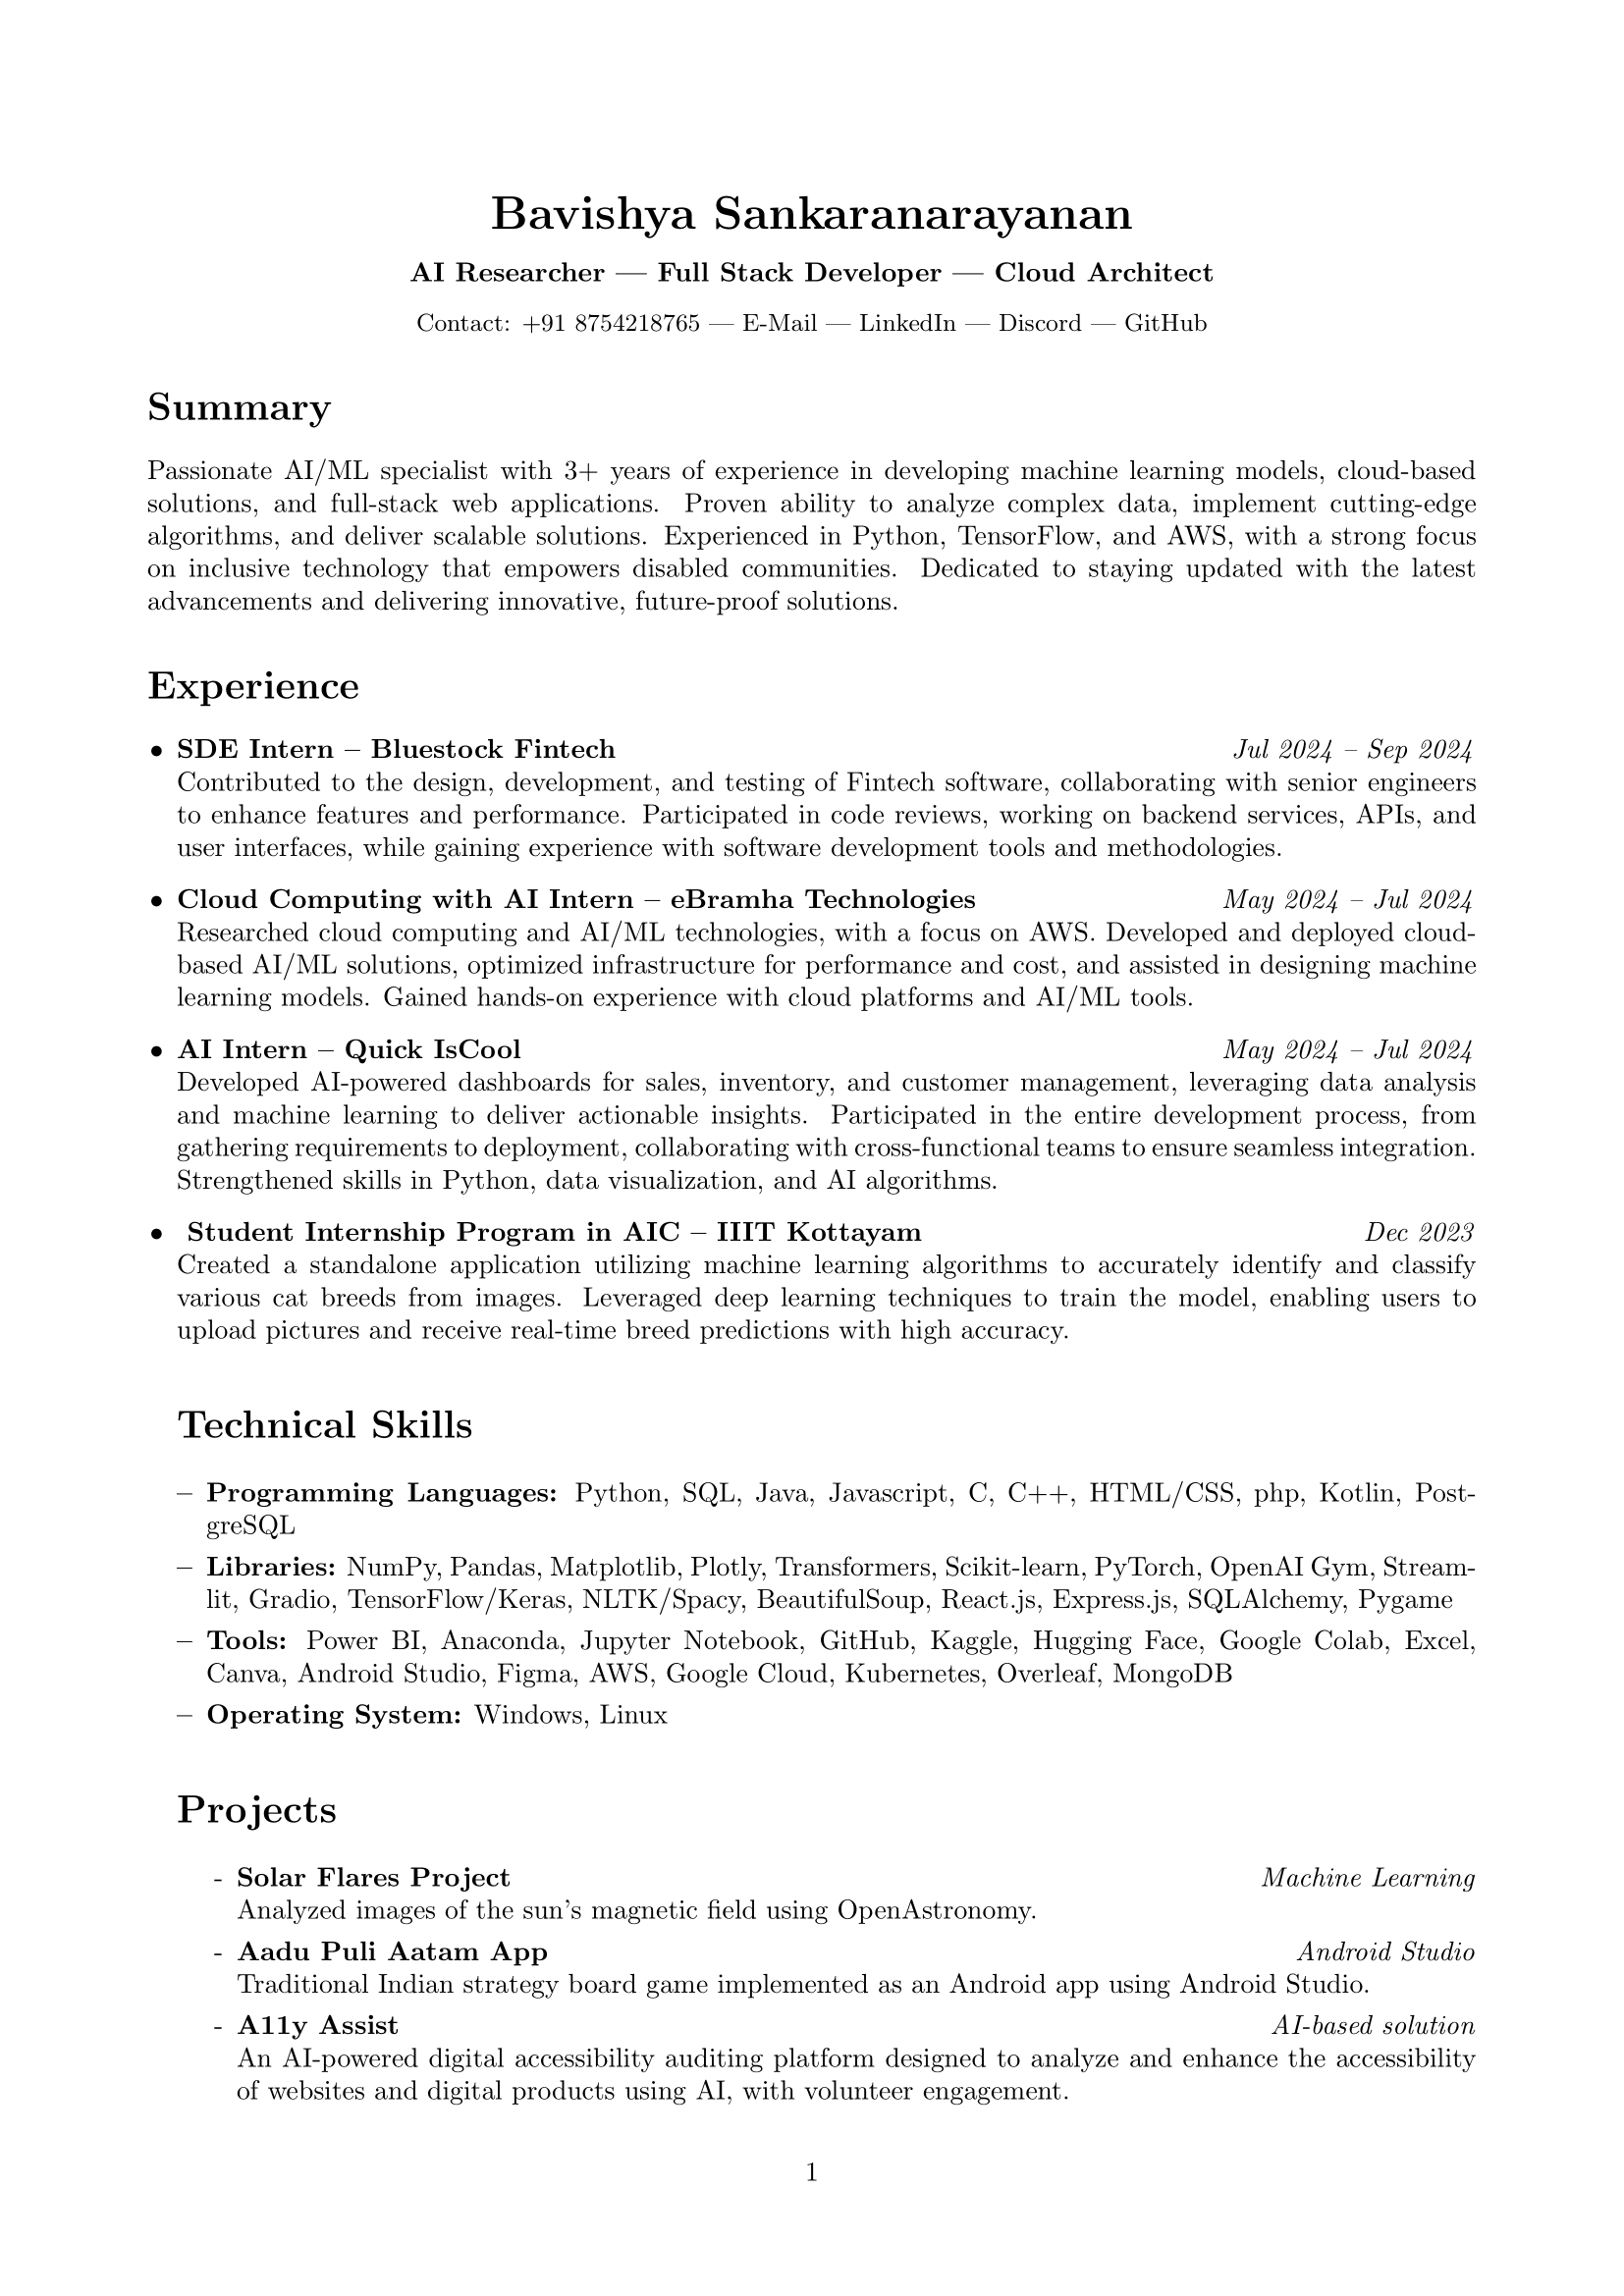 Bavishya Sankaranarayanan
AI Researcher — Full Stack Developer — Cloud Architect
Contact: +91 8754218765 — E-Mail — LinkedIn — Discord — GitHub
Summary
Passionate AI/ML specialist with 3+ years of experience in developing machine learning models, cloud-based
solutions, and full-stack web applications. Proven ability to analyze complex data, implement cutting-edge
algorithms, and deliver scalable solutions. Experienced in Python, TensorFlow, and AWS, with a strong focus
on inclusive technology that empowers disabled communities. Dedicated to staying updated with the latest
advancements and delivering innovative, future-proof solutions.
Experience
• SDE Intern – Bluestock Fintech Jul 2024 – Sep 2024
Contributed to the design, development, and testing of Fintech software, collaborating with senior engineers
to enhance features and performance. Participated in code reviews, working on backend services, APIs, and
user interfaces, while gaining experience with software development tools and methodologies.
• Cloud Computing with AI Intern – eBramha Technologies May 2024 – Jul 2024
Researched cloud computing and AI/ML technologies, with a focus on AWS. Developed and deployed cloud-
based AI/ML solutions, optimized infrastructure for performance and cost, and assisted in designing machine
learning models. Gained hands-on experience with cloud platforms and AI/ML tools.
• AI Intern – Quick IsCool May 2024 – Jul 2024
Developed AI-powered dashboards for sales, inventory, and customer management, leveraging data analysis
and machine learning to deliver actionable insights. Participated in the entire development process, from
gathering requirements to deployment, collaborating with cross-functional teams to ensure seamless integration.
Strengthened skills in Python, data visualization, and AI algorithms.
• Student Internship Program in AIC – IIIT Kottayam Dec 2023
Created a standalone application utilizing machine learning algorithms to accurately identify and classify
various cat breeds from images. Leveraged deep learning techniques to train the model, enabling users to
upload pictures and receive real-time breed predictions with high accuracy.
Technical Skills
– Programming Languages: Python, SQL, Java, Javascript, C, C++, HTML/CSS, php, Kotlin, Post-
greSQL
– Libraries: NumPy, Pandas, Matplotlib, Plotly, Transformers, Scikit-learn, PyTorch, OpenAI Gym, Stream-
lit, Gradio, TensorFlow/Keras, NLTK/Spacy, BeautifulSoup, React.js, Express.js, SQLAlchemy, Pygame
– Tools: Power BI, Anaconda, Jupyter Notebook, GitHub, Kaggle, Hugging Face, Google Colab, Excel,
Canva, Android Studio, Figma, AWS, Google Cloud, Kubernetes, Overleaf, MongoDB
– Operating System: Windows, Linux
Projects
- Solar Flares Project Machine Learning
Analyzed images of the sun's magnetic field using OpenAstronomy.
- Aadu Puli Aatam App Android Studio
Traditional Indian strategy board game implemented as an Android app using Android Studio.
- A11y Assist AI-based solution
An AI-powered digital accessibility auditing platform designed to analyze and enhance the accessibility
of websites and digital products using AI, with volunteer engagement.
1